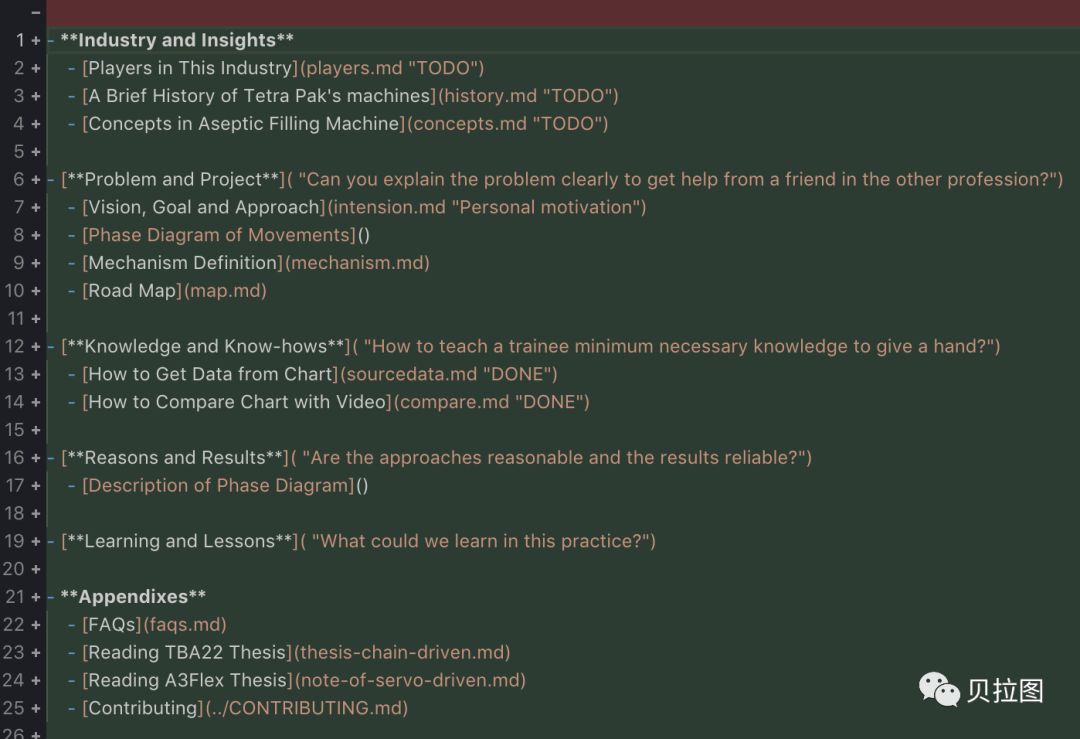 -
1 + - **Industry and Insights**
2 + - [Players in This Industry](players.md "TODO")
3 + - [A Brief History of Tetra Pak's machines](history.md "TODO")
4 + - [Concepts in Aseptic Filling Machine](concepts.md "TODO")
5 +
6 + - [**Problem and Project**]( "Can you explain the problem clearly to get help from a friend in the other profession?")
7 + - [Vision, Goal and Approach](intension.md "Personal motivation")
8 + - [Phase Diagram of Movements]()
9 + - [Mechanism Definition](mechanism.md)
10 + - [Road Map](map.md)
11 +
12 + - [**Knowledge and Know-hows**]( "How to teach a trainee minimum necessary knowledge to give a hand?")
13 + - [How to Get Data from Chart](sourcedata.md "DONE")
14 + - [How to Compare Chart with Video](compare.md "DONE")
15 +
16 + - [**Reasons and Results**]( "Are the approaches reasonable and the results reliable?")
17 + - [Description of Phase Diagram]()
18 +
19 + - [**Learning and Lessons**]( "What could we learn in this practice?")
20 +
21 + - **Appendixes**
22 + - [FAQs](faqs.md)
23 + - [Reading TBA22 Thesis](thesis-chain-driven.md)
24 + - [Reading A3Flex Thesis](note-of-servo-driven.md)
25 + - [Contributing](../CONTRIBUTING.md)
26 +
贝拉图